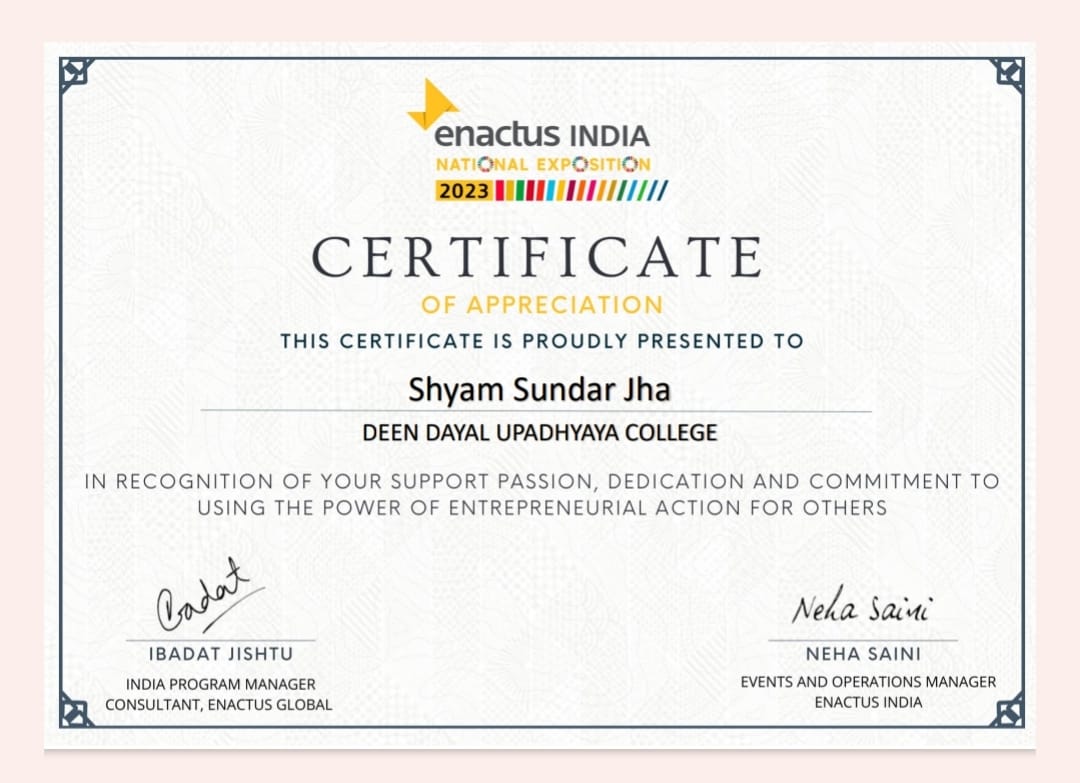 enactus INDIA
NATIONAL EXPOSITION
2023
CERTIFICATE
OF APPRECIATION
THIS CERTIFICATE IS PROUDLY PRESENTED TO
Shyam Sundar Jha
DEEN DAYAL UPADHYAYA COLLEGE
IN RECOGNITION OF YOUR SUPPORT PASSION, DEDICATION AND COMMITMENT TO
USING THE POWER OF ENTREPRENEURIAL ACTION FOR OTHERS
Ibadat
IBADAT JISHTU
INDIA PROGRAM MANAGER
CONSULTANT, ENACTUS GLOBAL
Neha Saini
NEHA SAINI
EVENTS AND OPERATIONS MANAGER
ENACTUS INDIA